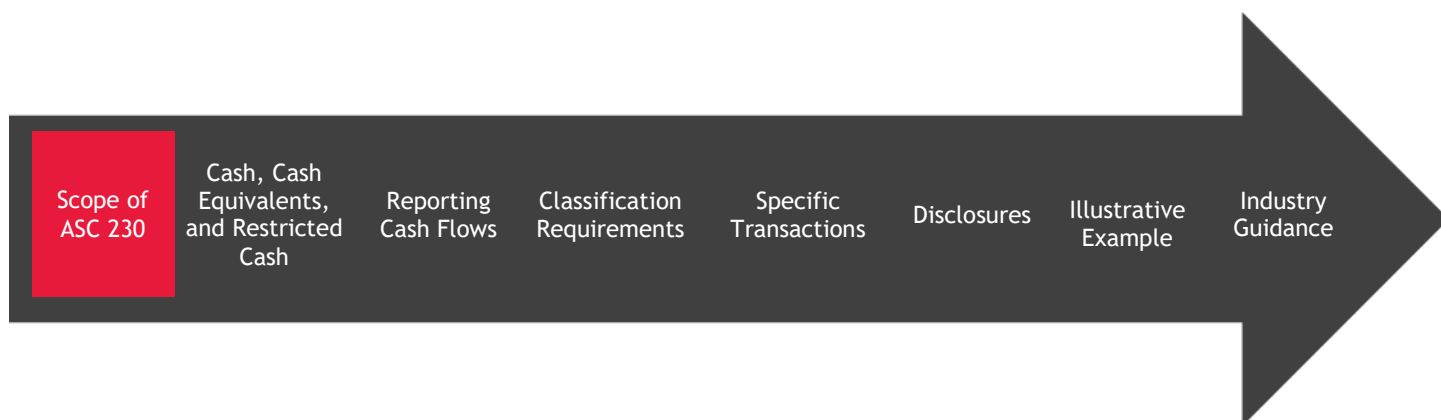 Scope of
ASC 230
Cash, Cash
Equivalents,
and Restricted
Cash
Reporting
Cash Flows
Classification
Requirements
Specific
Transactions
Disclosures
Illustrative
Example
Industry
Guidance